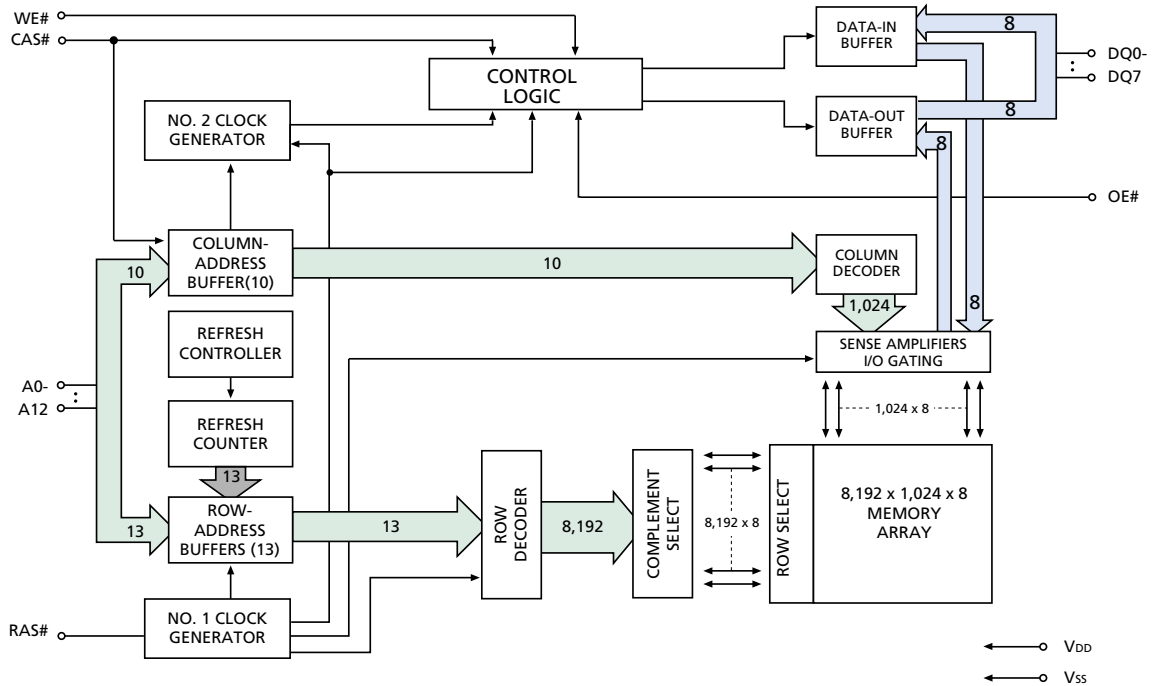 WE#
CAS#
CONTROL
LOGIC
DATA-IN
BUFFER
8
DQ0-
DQ7
NO. 2 CLOCK
GENERATOR
DATA-OUT
BUFFER
8
8
OE#
COLUMN-
ADDRESS
BUFFER(10)
10
10
COLUMN
DECODER
1,024
8
REFRESH
CONTROLLER
SENSE AMPLIFIERS
I/O GATING
A0-
A12
REFRESH
COUNTER
1,024 x 8
13
ROW-
ADDRESS
BUFFERS (13)
13
13
ROW
DECODER
8,192
COMPLEMENT
SELECT
8,192 x 8
ROW SELECT
8,192 x 1,024 x 8
MEMORY
ARRAY
RAS#
NO. 1 CLOCK
GENERATOR
VDD
VSS